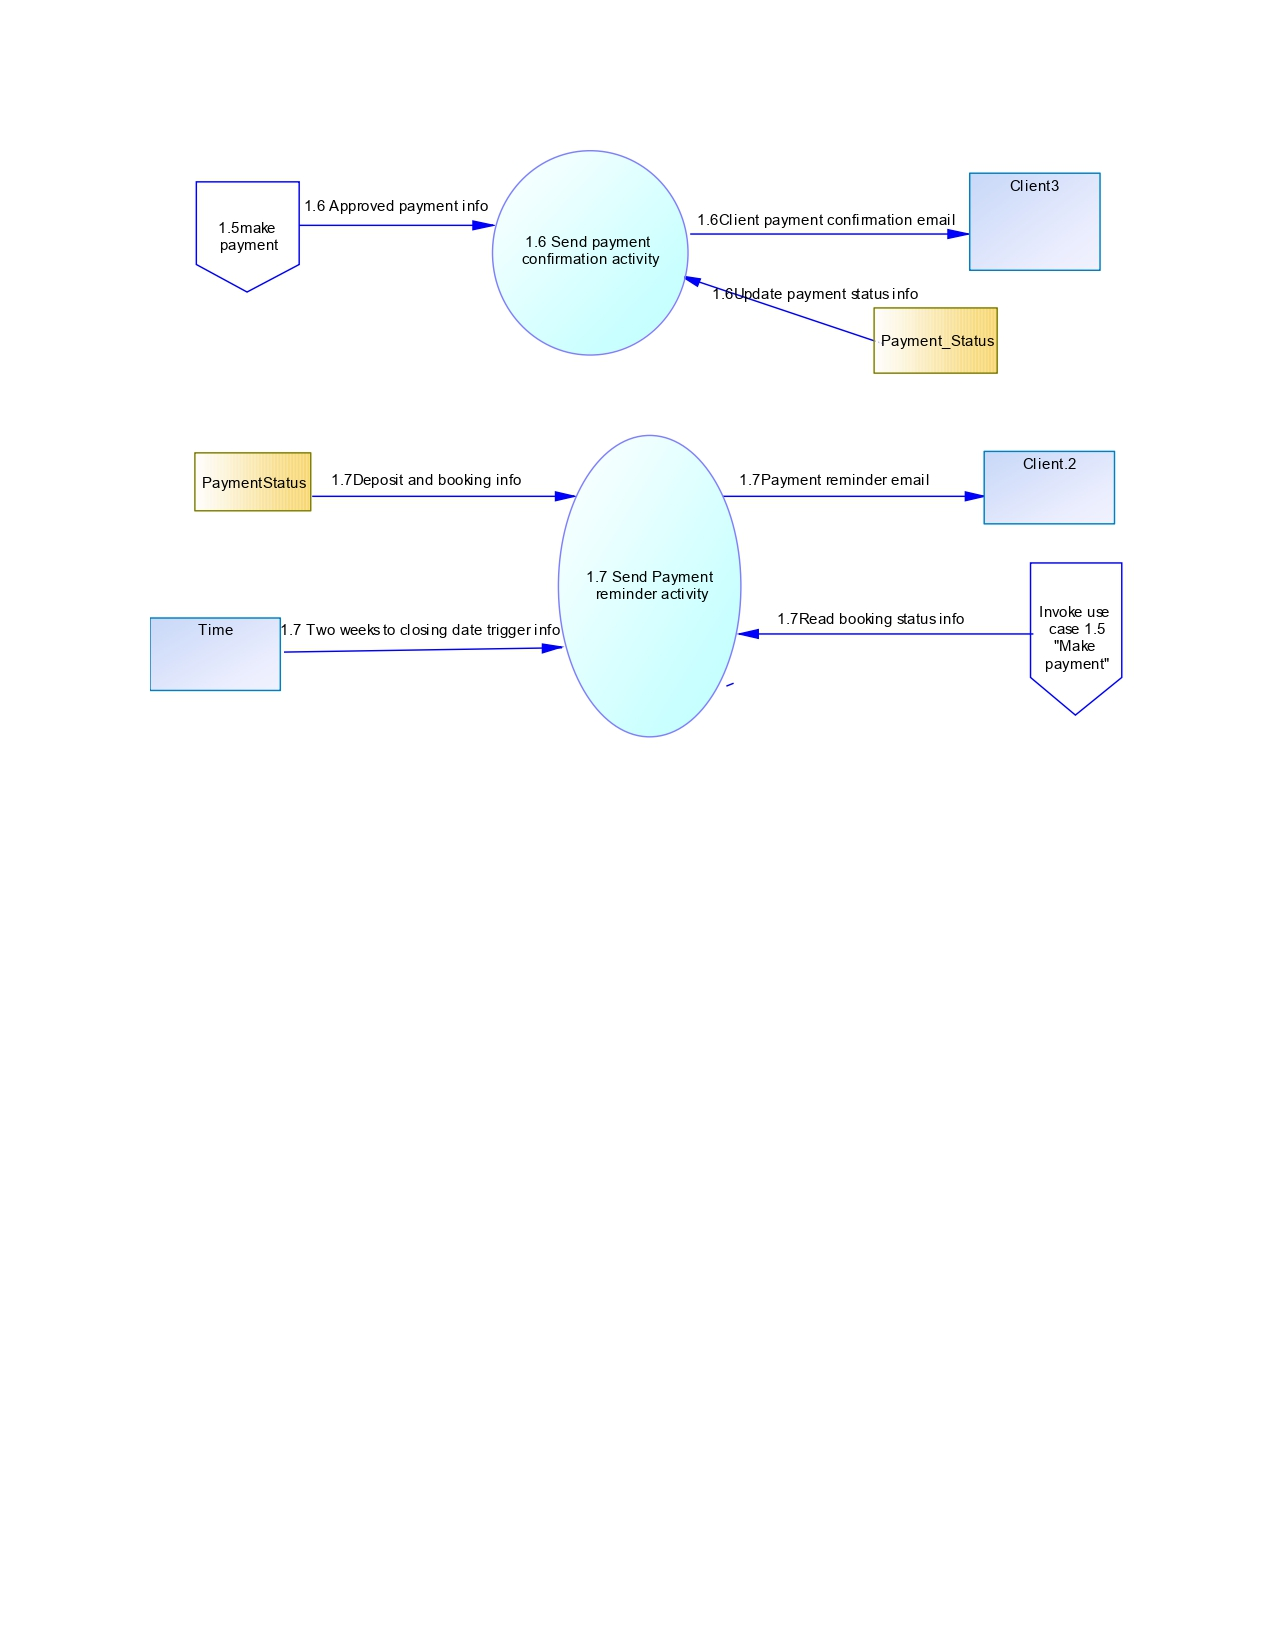 Client3
1.6 Approved payment info
1.6Client payment confirmation email
1.5make
payment
1.6 Send payment
confirmation activity
1.6Update payment status info
Payment_Status
PaymentStatus
1.7Deposit and booking info
1.7Payment reminder email
Client.2
1.7 Send Payment
reminder activity
Time
1.7 Two weeks to closing date trigger info
1.7Read booking status info
Invoke use
case 1.5
"Make
payment"